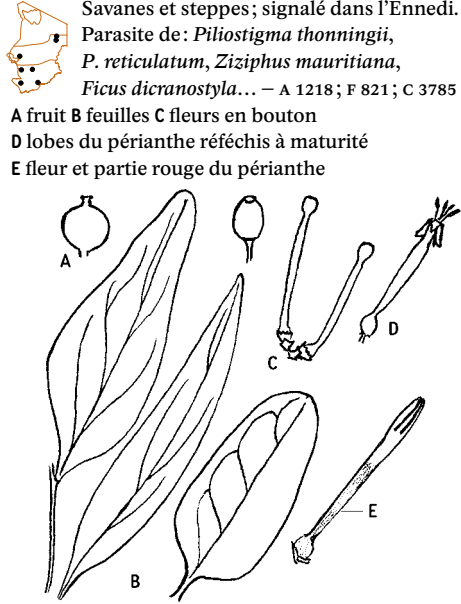 Savanes et steppes ; signalé dans l’Ennedi.
Parasite de : Piliostigma thonningii,
P. reticulatum, Ziziphus mauritiana,
Ficus dicranostyla… – A 1218 ; F 821 ; C 3785
A fruit B feuilles C fleurs en bouton
D lobes du périanthe réféchis à maturité
E fleur et partie rouge du périanthe
A
C
D
E
B